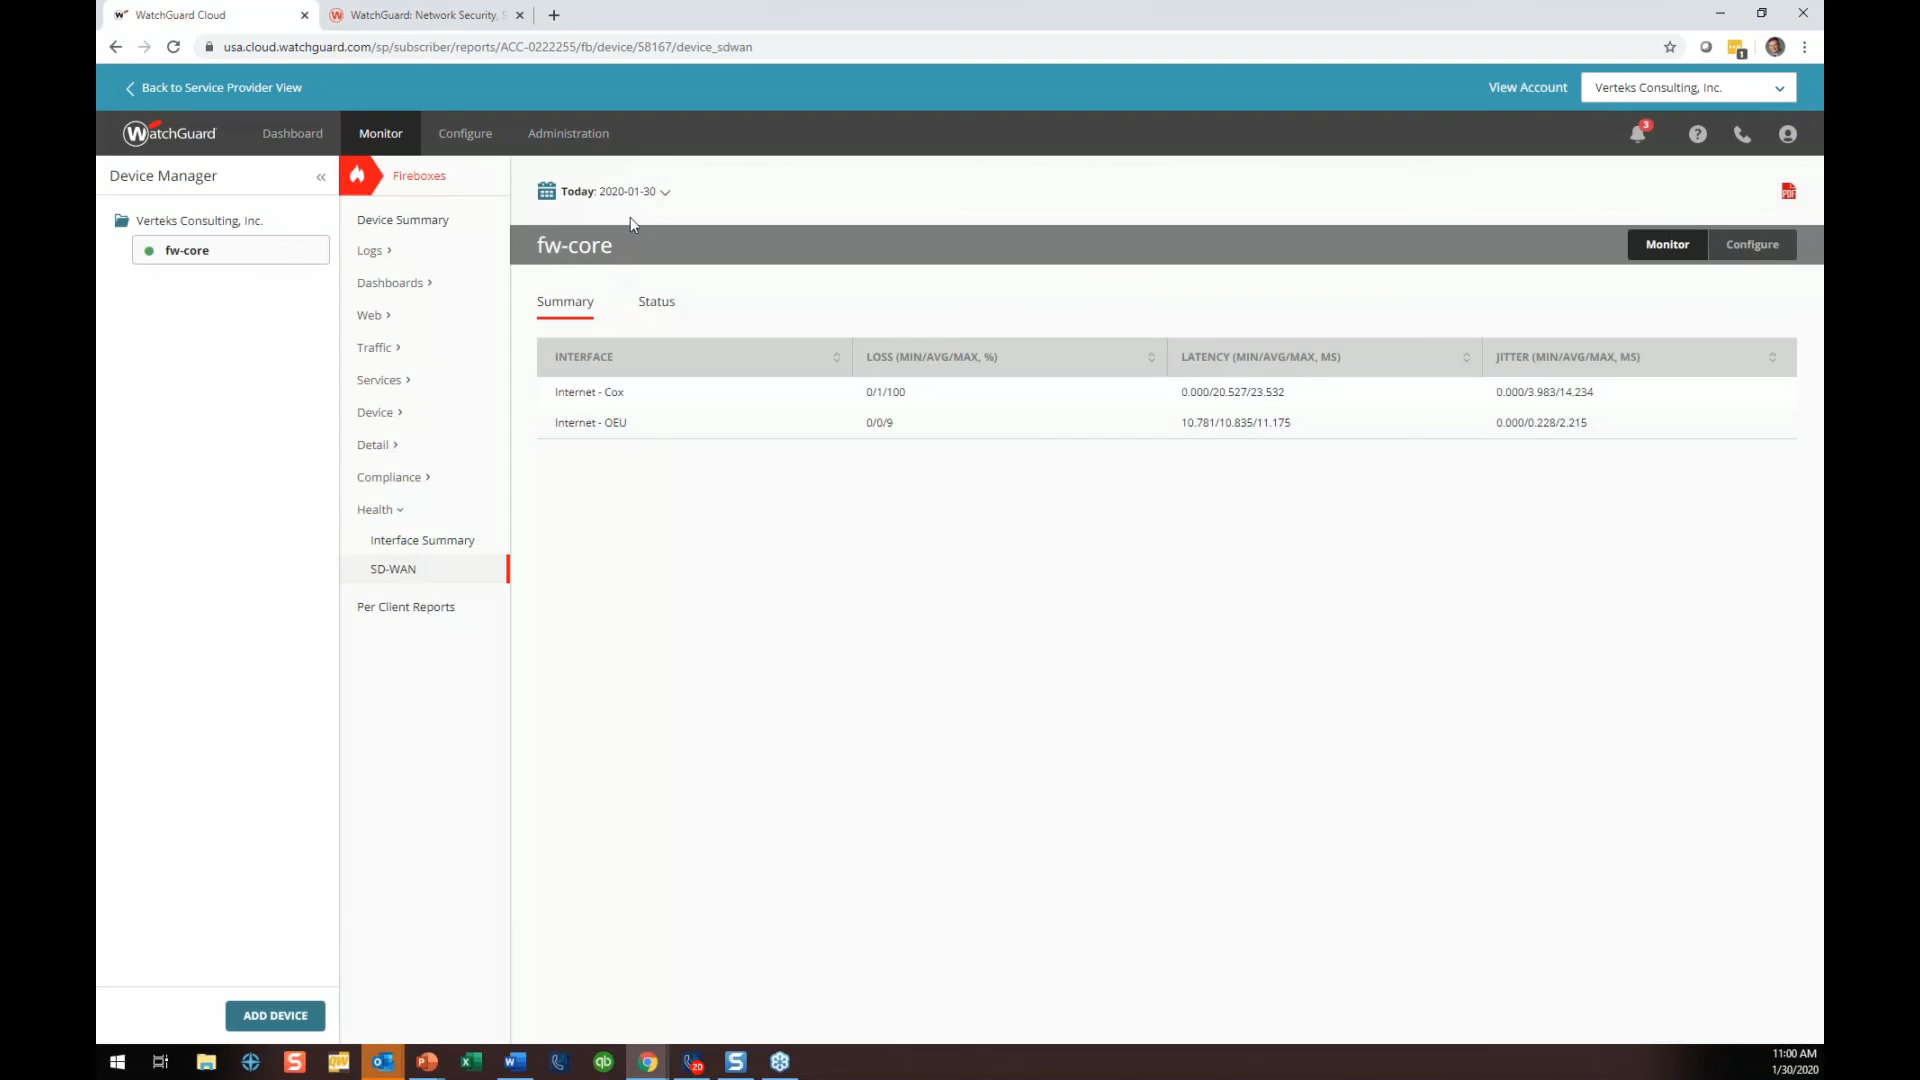 WatchGuard Cloud
WatchGuard: Network Security, S
usa.cloud.watchguard.com/sp/subscriber/reports/ACC-0222255/fb/device/58167/device_sdwan
1
Back to Service Provider View
View Account
Verteks Consulting, Inc.
WatchGuard
Dashboard
Monitor
Configure
Administration
3
Device Manager
Fireboxes
Today: 2020-01-30
PDF
Verteks Consulting, Inc.
fw-core
Device Summary
Logs
Dashboards
Web
Traffic
Services
Device
Detail
Compliance
Health
Interface Summary
SD-WAN
Per Client Reports
fw-core
Monitor
Configure
Summary
Status
INTERFACE LOSS (MIN/AVG/MAX, %) LATENCY (MIN/AVG/MAX, MS) JITTER (MIN/AVG/MAX, MS)
Internet - Cox 0/1/100 0.000/20.527/23.532 0.000/3.983/14.234
Internet - OEU 0/0/9 10.781/10.835/11.175 0.000/0.228/2.215
ADD DEVICE
20
11:00 AM
1/30/2020